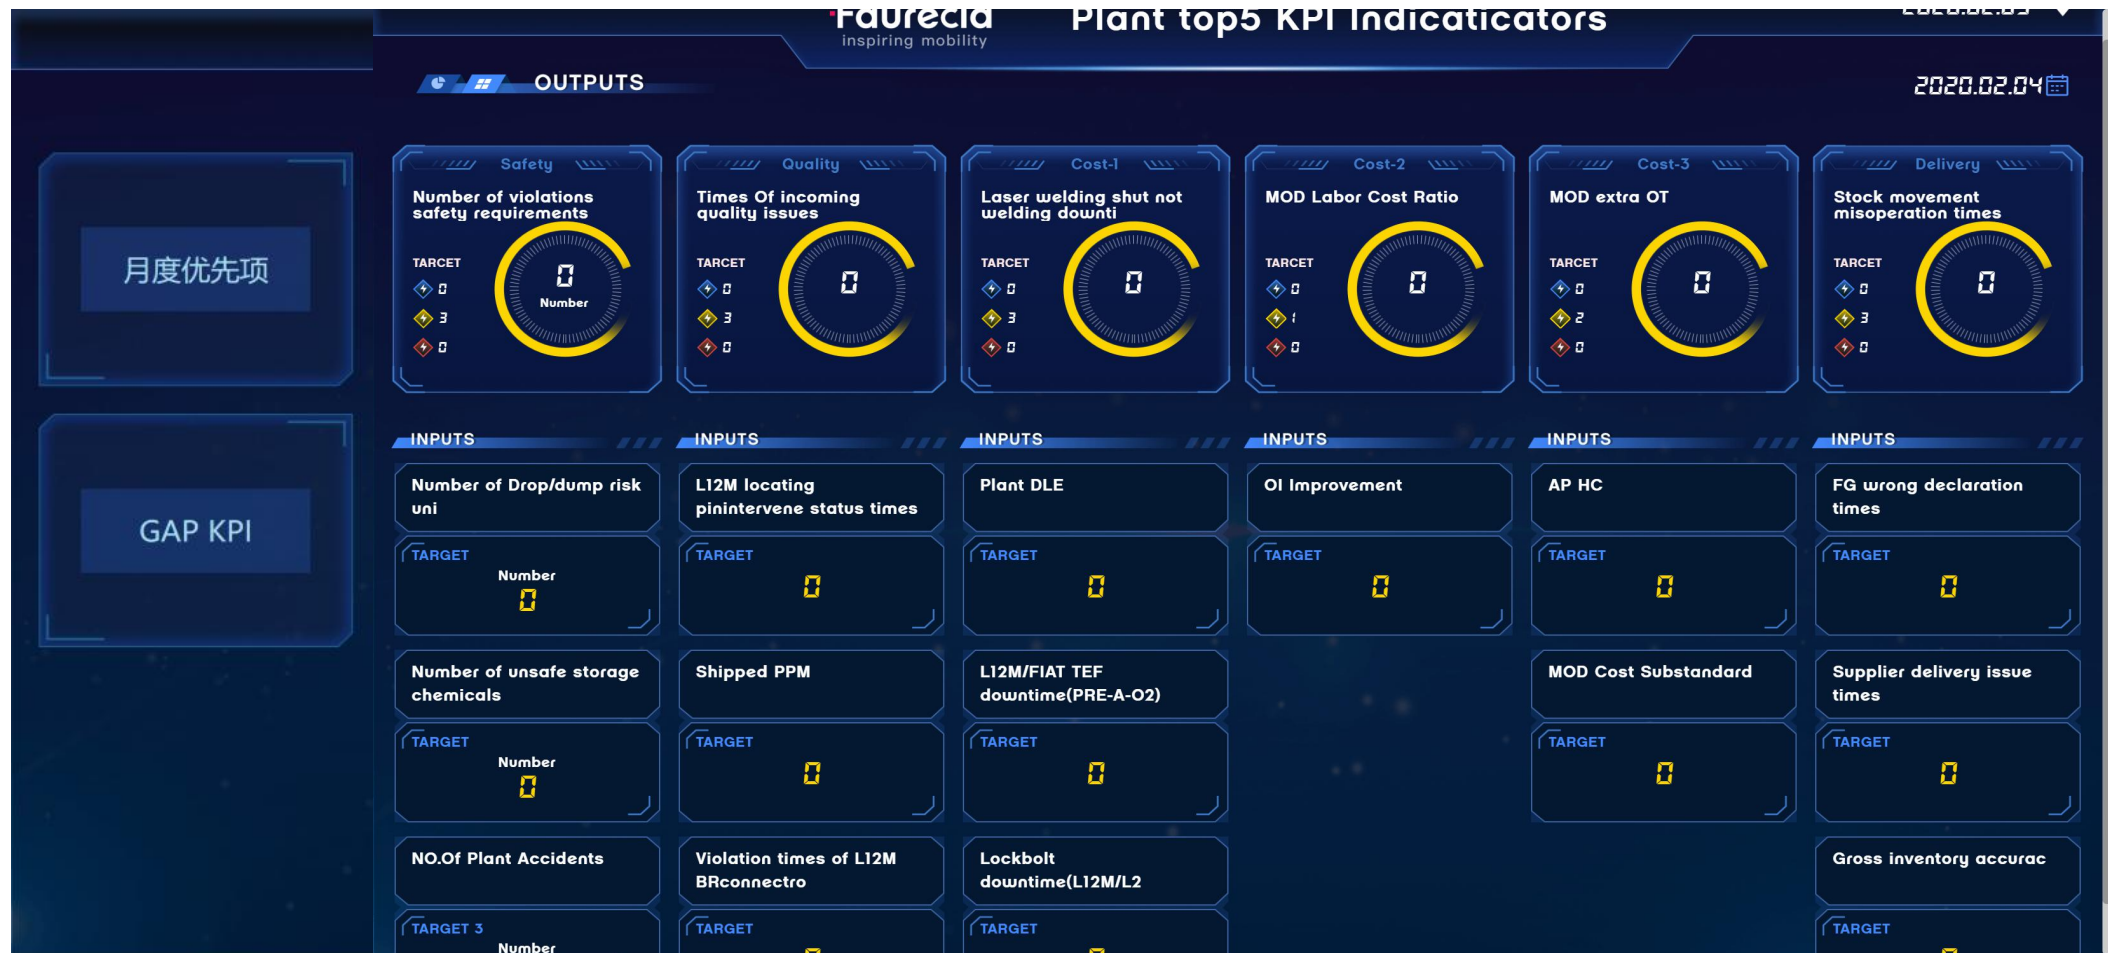 Faurecia
inspiring mobility
Plant top5 KPI Indicaticators
OUTPUTS
2020.02.04
月度优先项
GAP KPI
Safety
Number of violations
safety requirements
TARCET
0
3
0
0
Number
Quality
Times Of incoming
quality issues
TARCET
0
3
0
0
Cost-1
Laser welding shut not
welding downti
TARCET
0
3
0
0
Cost-2
MOD Labor Cost Ratio
TARCET
0
1
0
0
Cost-3
MOD extra OT
TARCET
0
2
0
0
Delivery
Stock movement
misoperation times
TARCET
0
3
0
0
INPUTS
Number of Drop/dump risk
uni
TARGET
Number
0
Number of unsafe storage
chemicals
TARGET
Number
0
NO.Of Plant Accidents
TARGET 3
Number
INPUTS
L12M locating
pinintervene status times
TARGET
0
Shipped PPM
TARGET
0
Violation times of L12M
BRconnectro
TARGET
INPUTS
Plant DLE
TARGET
0
L12M/FIAT TEF
downtime(PRE-A-O2)
TARGET
0
Lockbolt
downtime(L12M/L2
TARGET
INPUTS
OI Improvement
TARGET
0
INPUTS
AP HC
TARGET
0
MOD Cost Substandard
TARGET
0
INPUTS
FG wrong declaration
times
TARGET
0
Supplier delivery issue
times
TARGET
0
Gross inventory accurac
TARGET